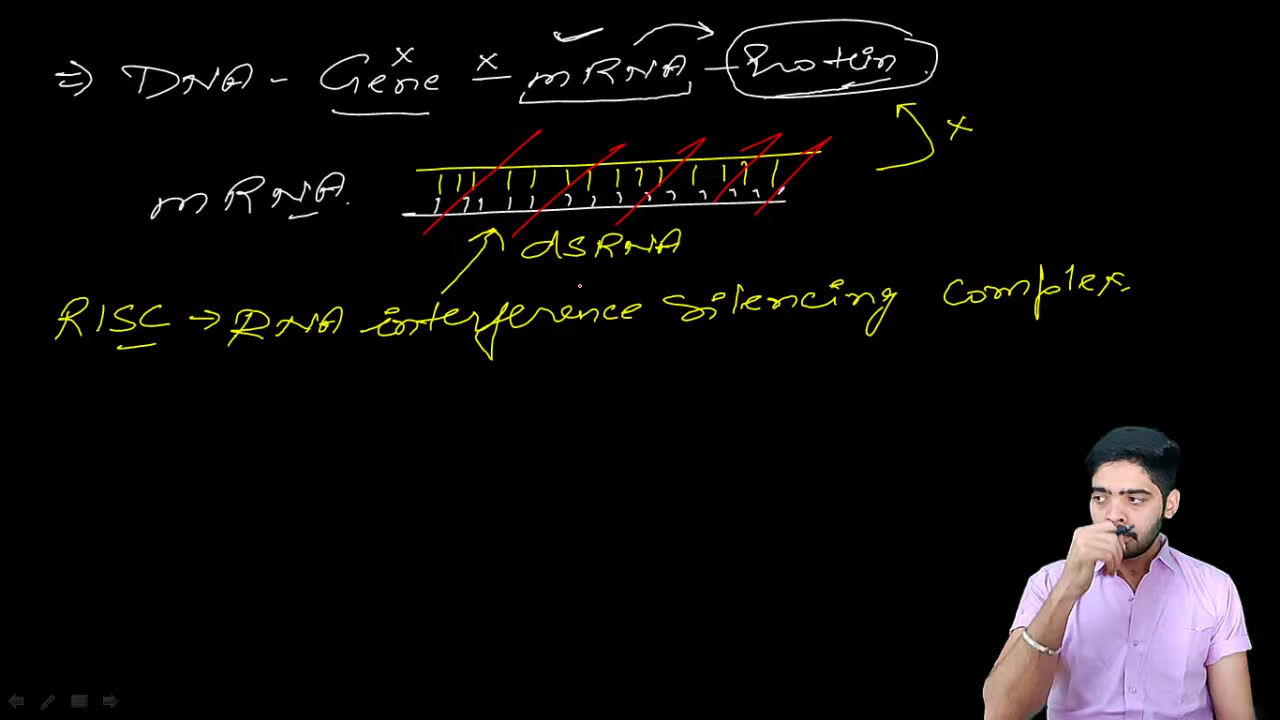 ⇒ DNA - Gene - mRNA - Protein.
mRNA.
dsRNA
RISC → RNA interference Silencing complex.